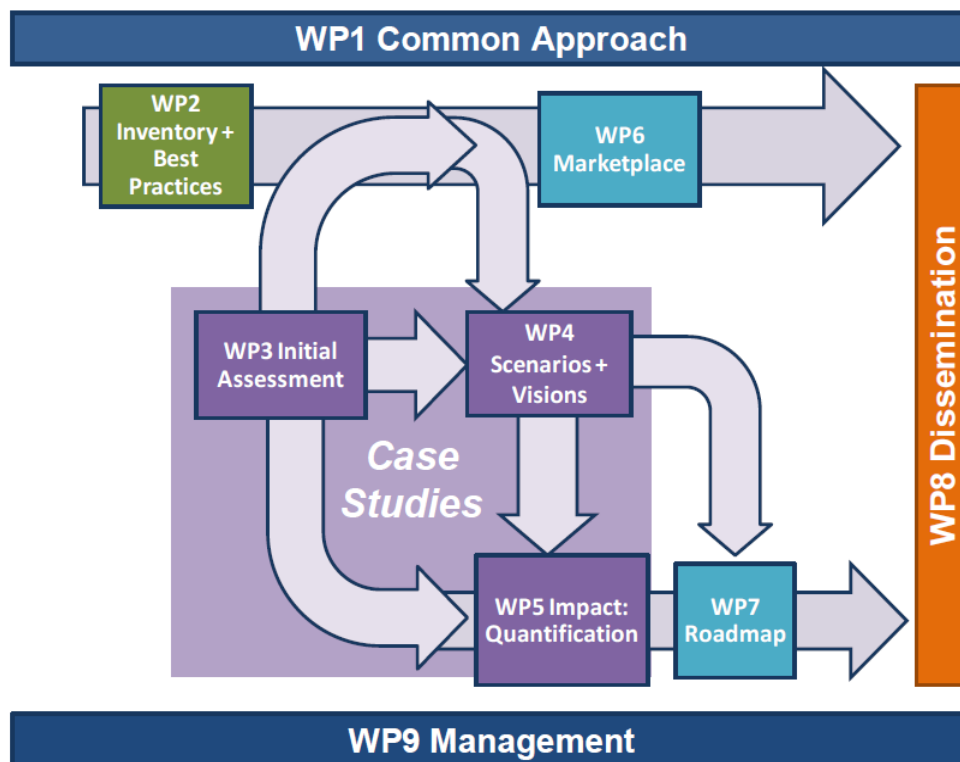 WP1 Common Approach
WP2
Inventory +
Best
Practices
WP6
Marketplace
WP3 Initial
Assessment
WP4
Scenarios +
Visions
Case
Studies
WP5 Impact:
Quantification
WP7
Roadmap
WP8 Dissemination
WP9 Management